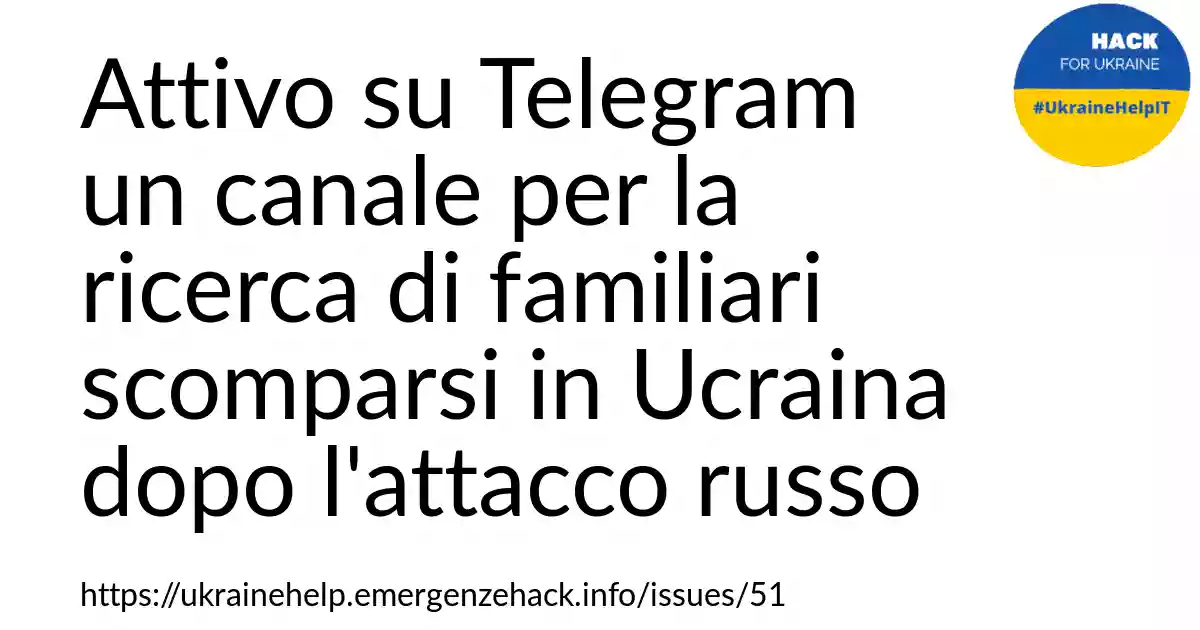 Attivo su Telegram
un canale per la
ricerca di familiari
scomparsi in Ucraina
dopo l'attacco russo
https://ukrainehelp.emergenzehack.info/issues/51
HACK
FOR UKRAINE
#UkraineHelpIT